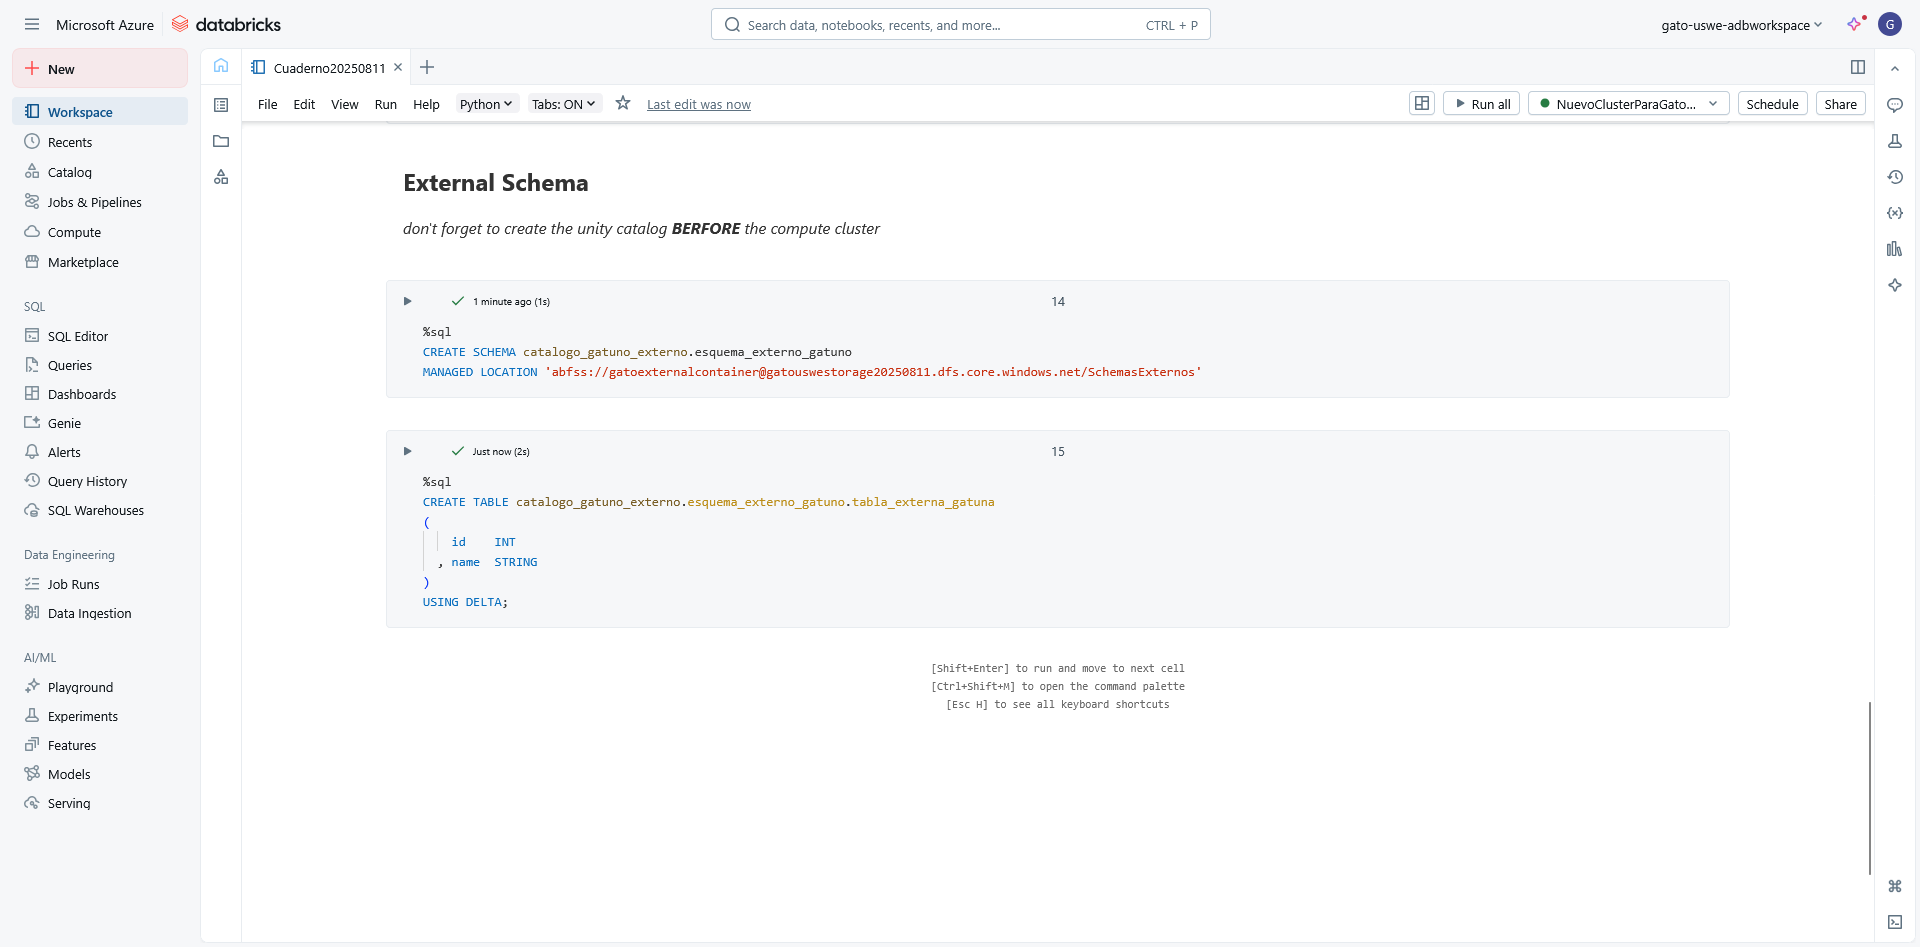 Microsoft Azure
databricks
Search data, notebooks, recents, and more...
CTRL + P
gato-uswe-adbworkspace
G
New
Workspace
Recents
Catalog
Jobs & Pipelines
Compute
Marketplace
SQL
SQL Editor
Queries
Dashboards
Genie
Alerts
Query History
SQL Warehouses
Data Engineering
Job Runs
Data Ingestion
AI/ML
Playground
Experiments
Features
Models
Serving
Cuaderno20250811
File Edit View Run Help Python Tabs: ON Last edit was now
Run all NuevoClusterParaGato... Schedule Share
External Schema
don't forget to create the unity catalog BERFORE the compute cluster
1 minute ago (1s)
14
%sql
CREATE SCHEMA catalogo_gatuno_externo.esquema_externo_gatuno
MANAGED LOCATION 'abfss://gatoexternalcontainer@gatouswestorage20250811.dfs.core.windows.net/SchemasExternos'
Just now (2s)
15
%sql
CREATE TABLE catalogo_gatuno_externo.esquema_externo_gatuno.tabla_externa_gatuna
(
id INT
, name STRING
)
USING DELTA;
[Shift+Enter] to run and move to next cell
[Ctrl+Shift+M] to open the command palette
[Esc H] to see all keyboard shortcuts